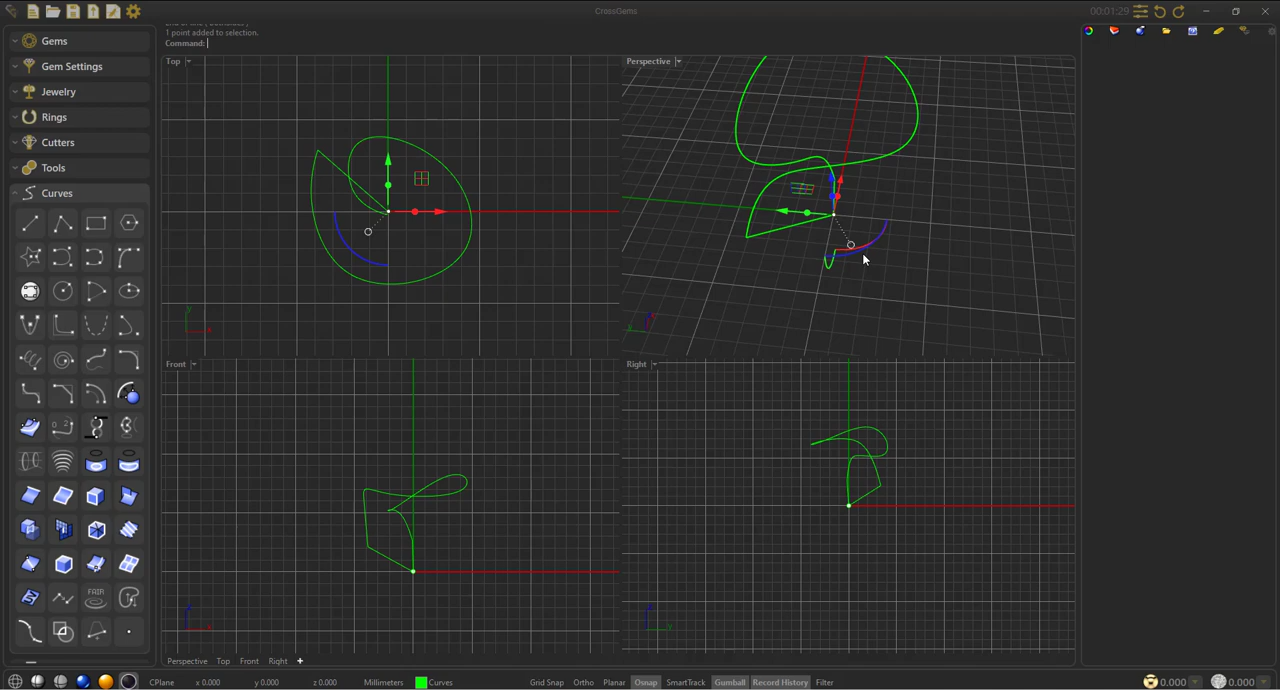 CrossGems
00:01:29
1 point added to selection.
Command:
Gems
Gem Settings
Jewelry
Rings
Cutters
Tools
Curves
Top
Perspective
Front
Right
FAIR
Perspective Top Front Right
CPlane x 0.000 y 0.000 z 0.000 Millimeters Curves Grid Snap Ortho Planar Osnap SmartTrack Gumball Record History Filter 0.000 0.000